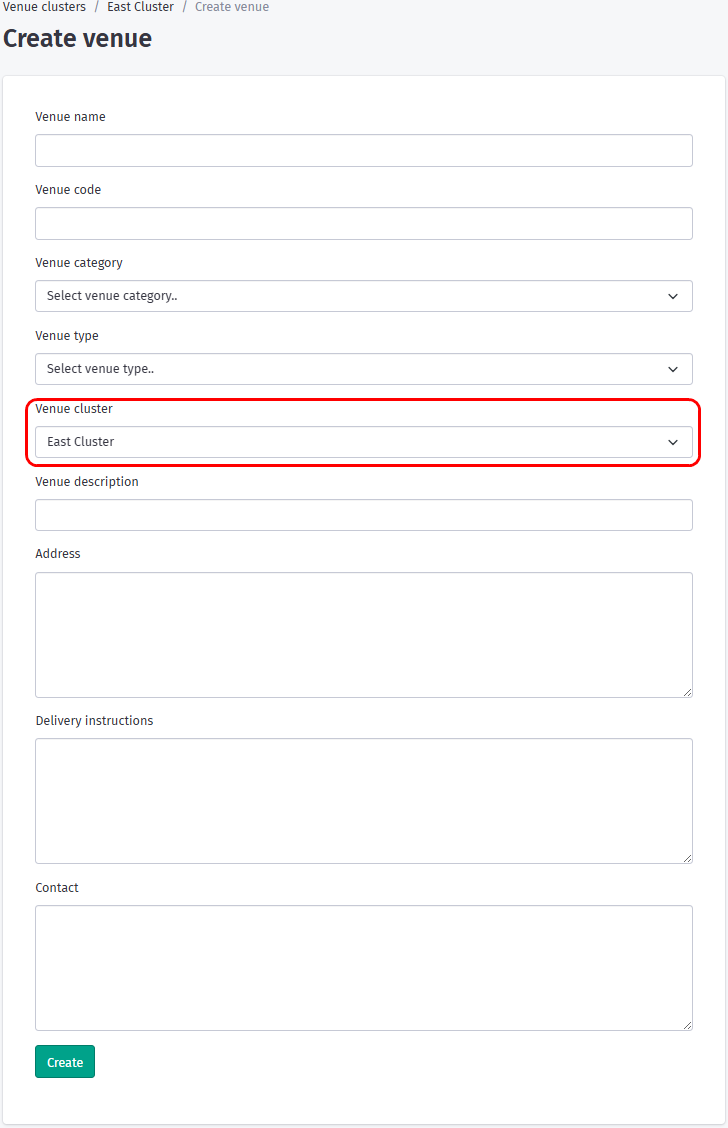 Venue clusters / East Cluster / Create venue
Create venue
Venue name
Venue code
Venue category
Select venue category..
Venue type
Select venue type..
Venue cluster
East Cluster
Venue description
Address
Delivery instructions
Contact
Create